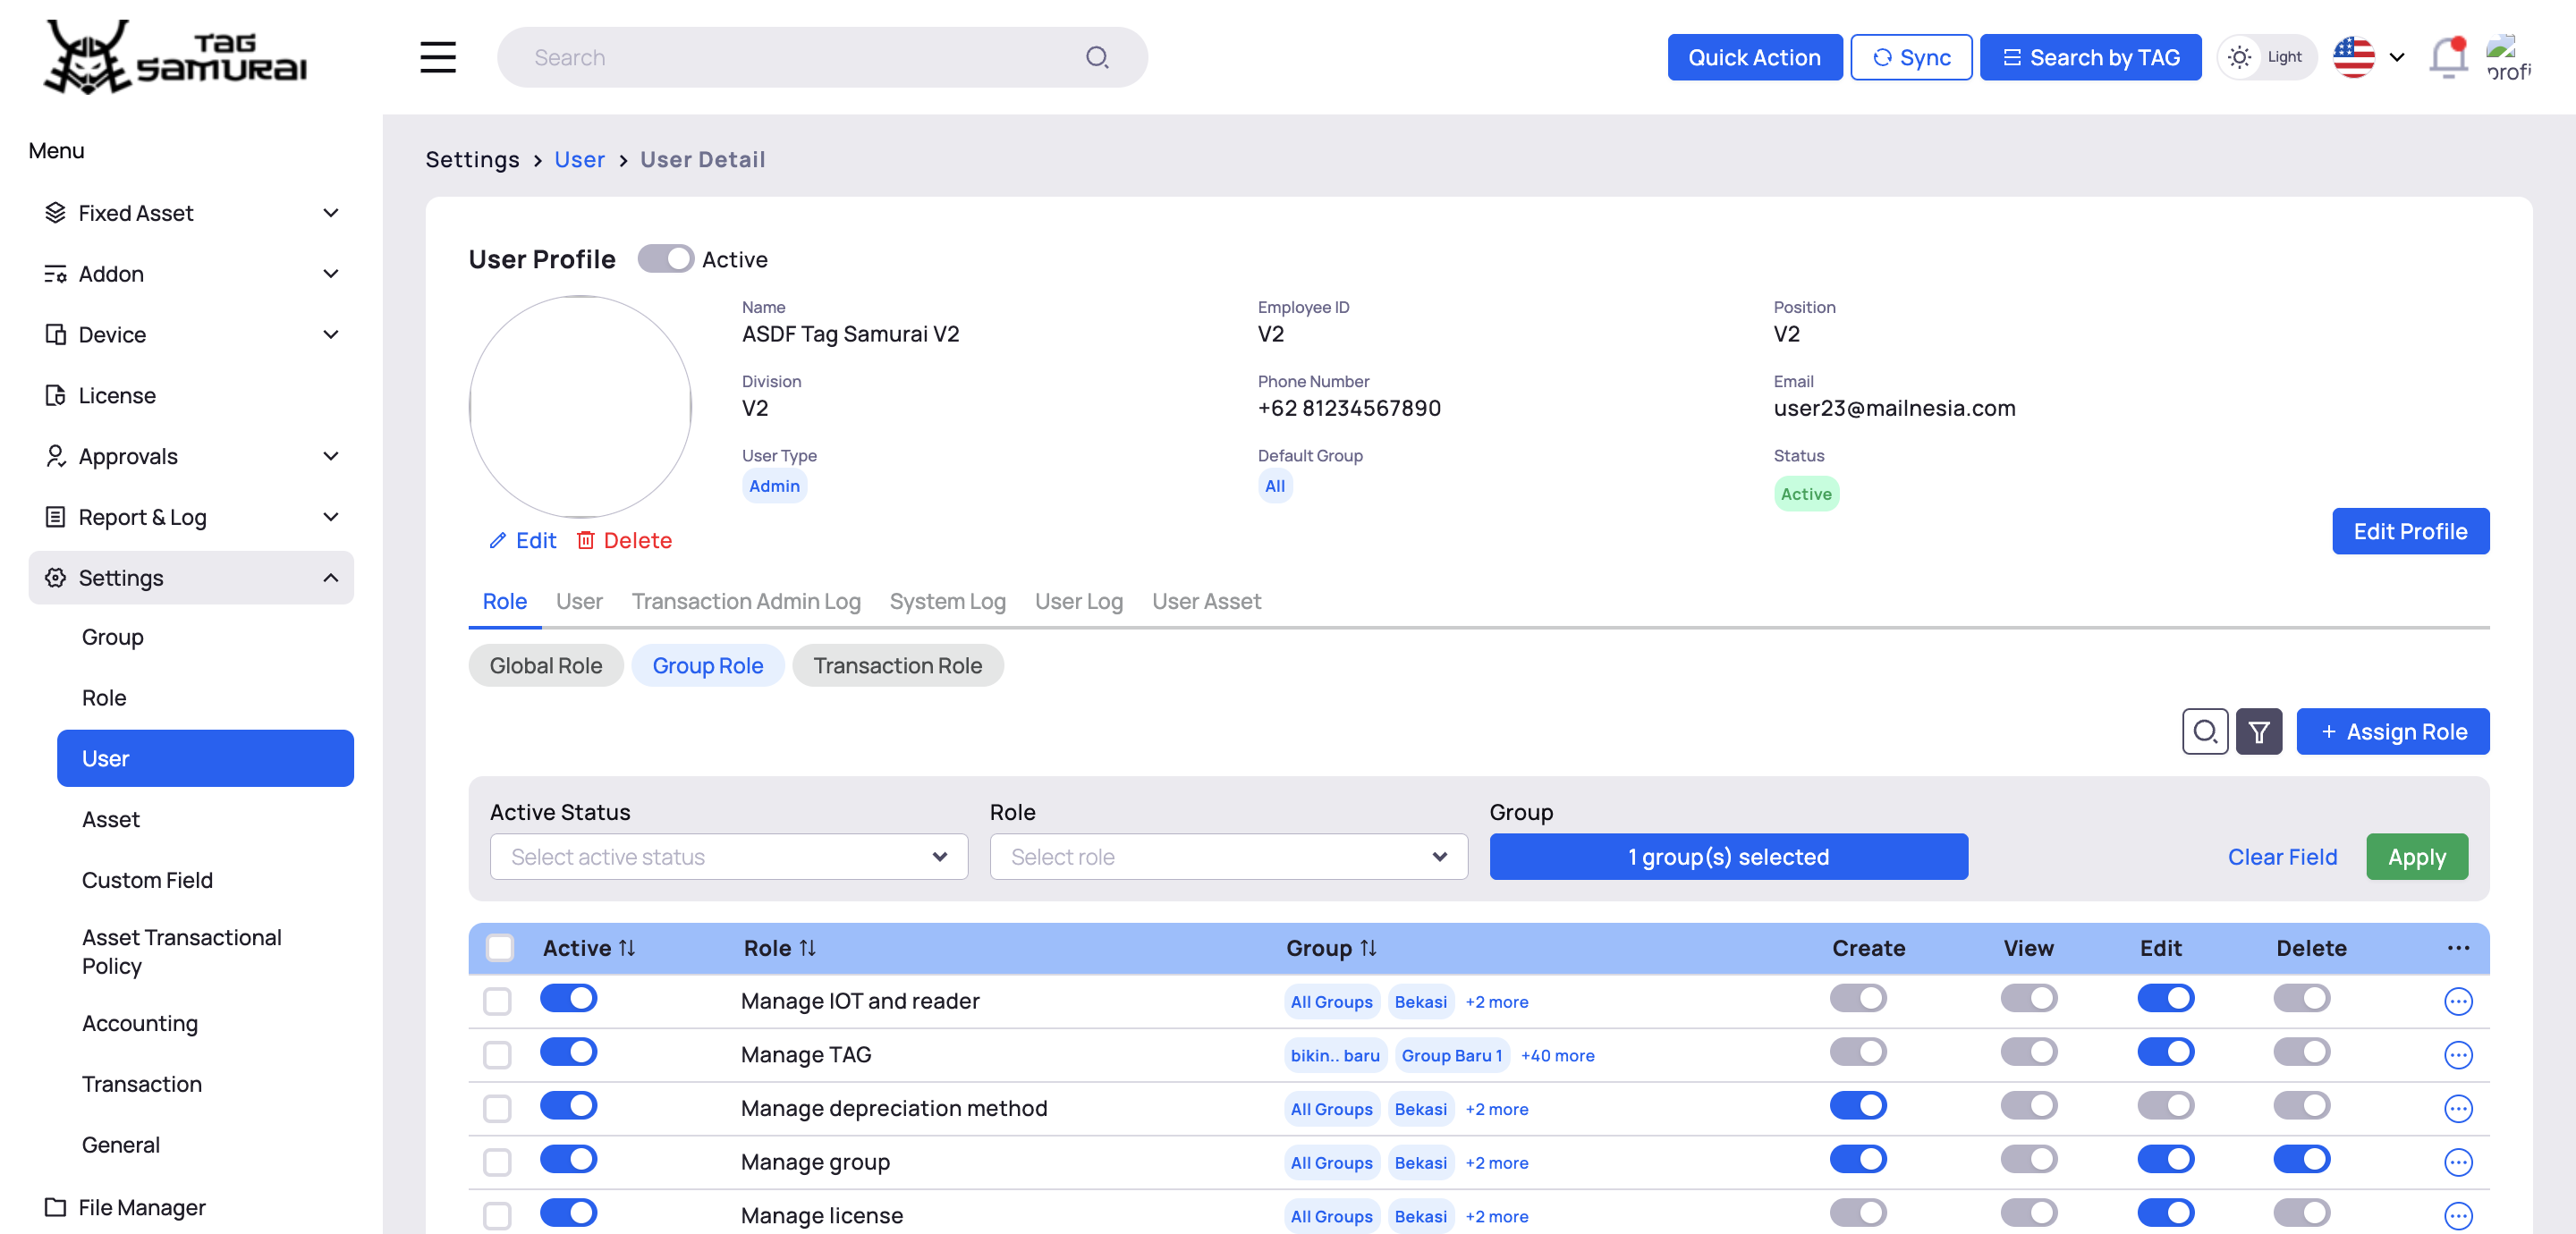 TAG SAMURAI
Search
Quick Action
Sync
Search by TAG
Light
profi
Menu
Fixed Asset
Addon
Device
License
Approvals
Report & Log
Settings
Group
Role
User
Asset
Custom Field
Asset Transactional
Policy
Accounting
Transaction
General
File Manager
Settings > User > User Detail
User Profile Active
Name
ASDF Tag Samurai V2
Employee ID
V2
Position
V2
Division
V2
Phone Number
+62 81234567890
Email
user23@mailnesia.com
User Type
Admin
Default Group
All
Status
Active
Edit Delete
Edit Profile
Role User Transaction Admin Log System Log User Log User Asset
Global Role Group Role Transaction Role
+ Assign Role
Active Status
Select active status
Role
Select role
Group
1 group(s) selected
Clear Field
Apply
Active Role Group Create View Edit Delete ...
Manage IOT and reader All Groups Bekasi +2 more
Manage TAG bikin.. baru Group Baru 1 +40 more
Manage depreciation method All Groups Bekasi +2 more
Manage group All Groups Bekasi +2 more
Manage license All Groups Bekasi +2 more